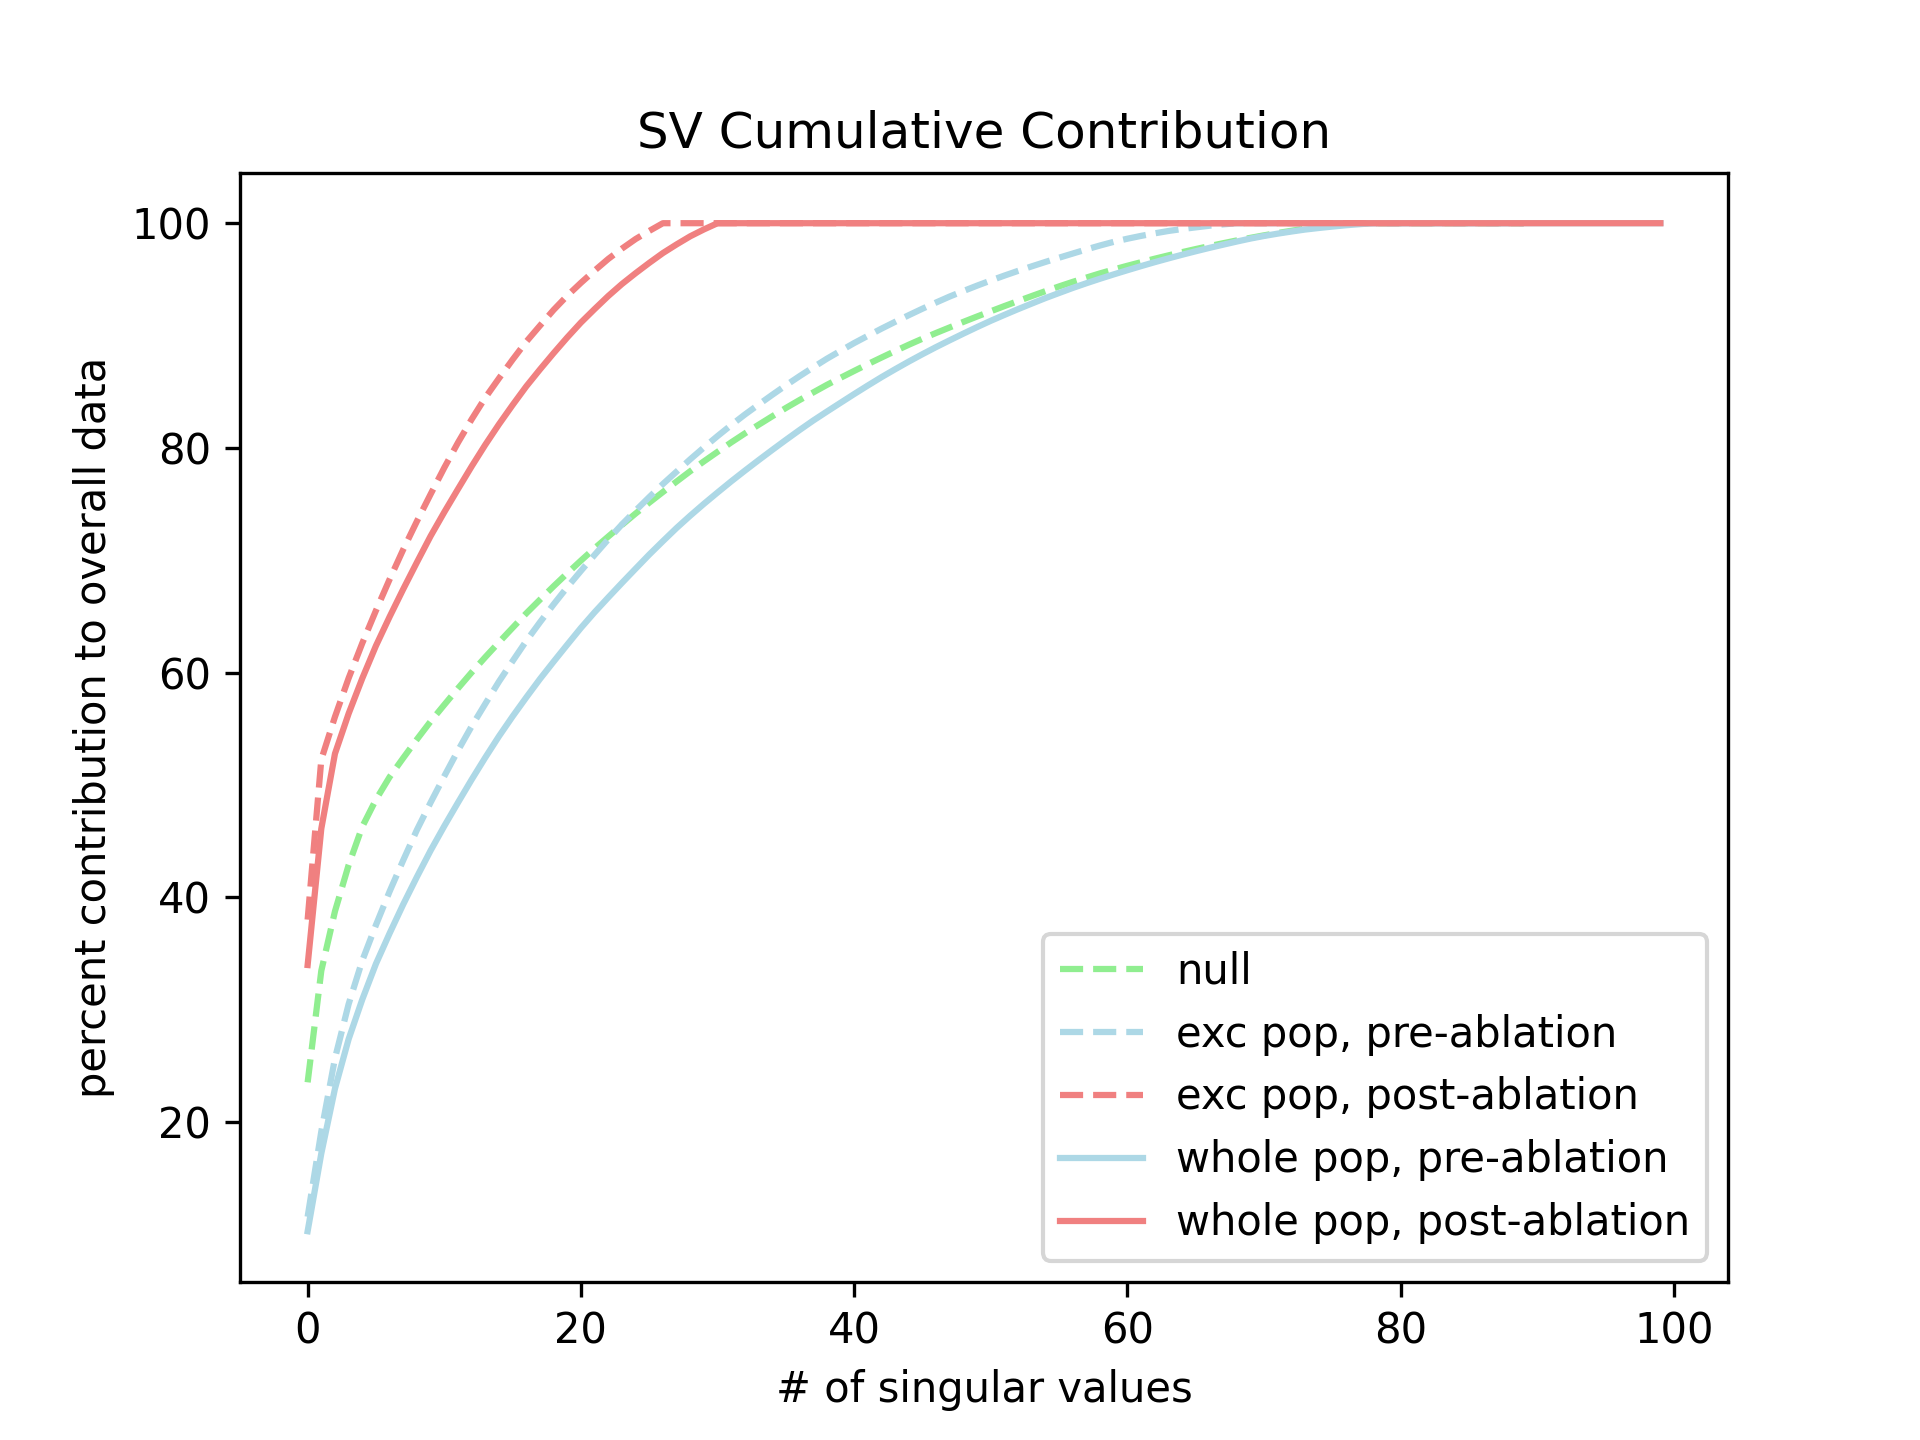 SV Cumulative Contribution
percent contribution to overall data
100
80
60
40
20
null
exc pop, pre-ablation
exc pop, post-ablation
whole pop, pre-ablation
whole pop, post-ablation
0 20 40 60 80 100
# of singular values